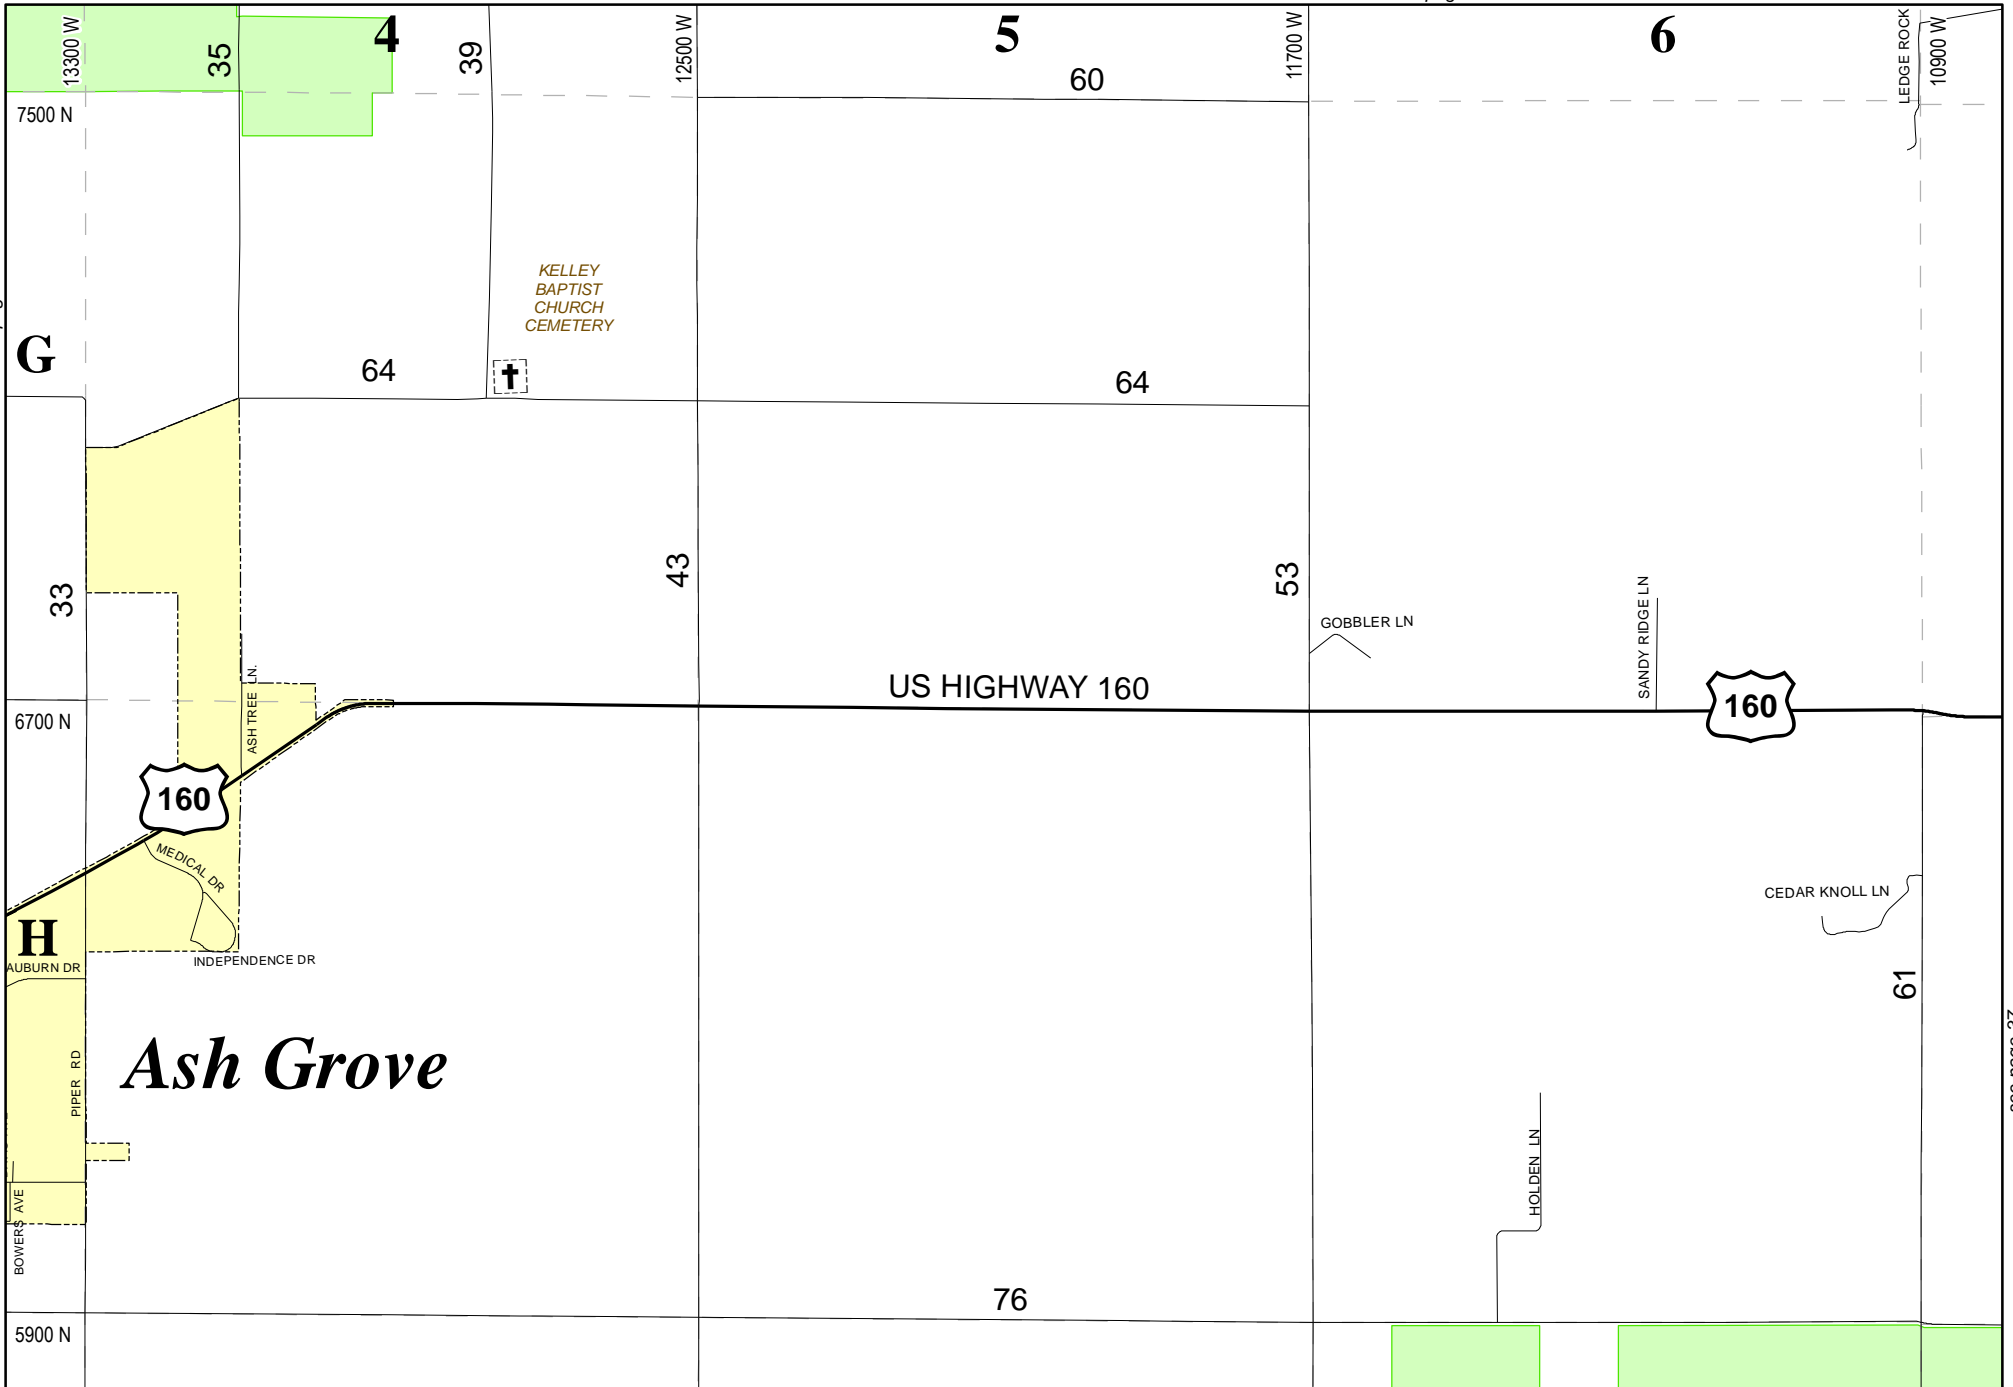 4
5
6
13300 W
35
39
12500 W
11700 W
LEDGE ROCK
10900 W
60
7500 N
KELLEY
BAPTIST
CHURCH
CEMETERY
G
64
64
33
43
53
GOBBLER LN
SANDY RIDGE LN
ASH TREE LN.
US HIGHWAY 160
160
6700 N
160
MEDICAL DR
CEDAR KNOLL LN
H
AUBURN DR
INDEPENDENCE DR
61
Ash Grove
PIPER RD
HOLDEN LN
BOWERS AVE
76
5900 N